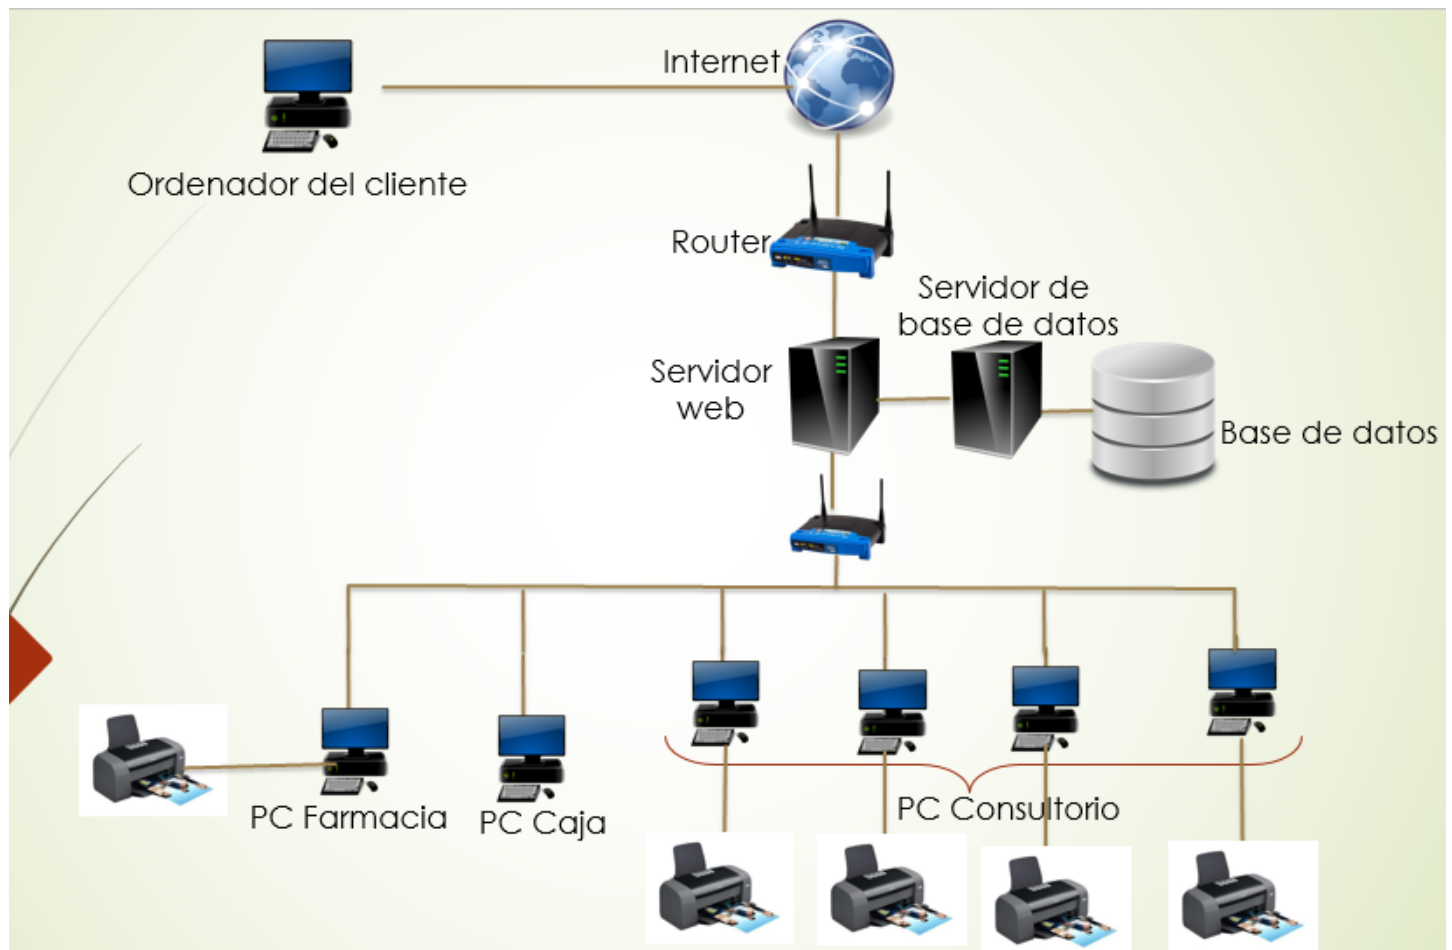 Internet
Ordenador del cliente
Router
Servidor de
base de datos
Servidor
web
Base de datos
PC Farmacia
PC Caja
PC Consultorio